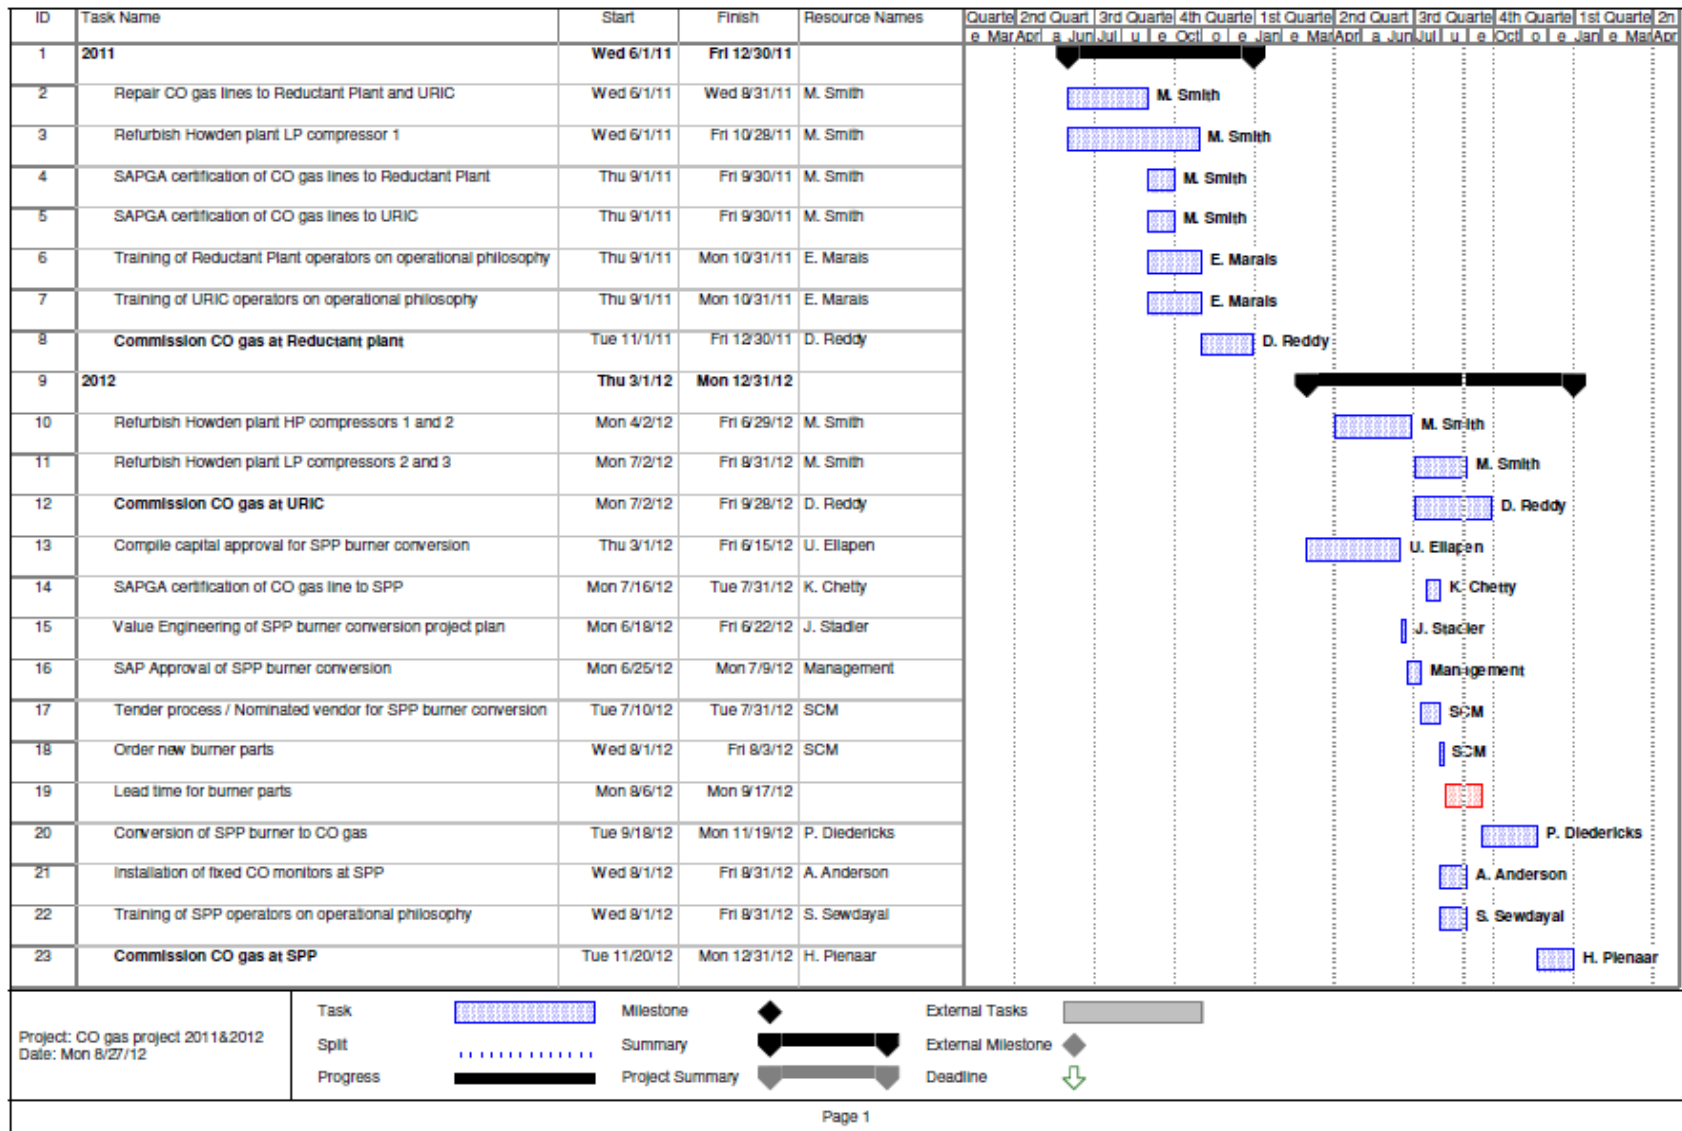 ID Task Name Start Finish Resource Names Quarte 2nd Quart 3rd Quarte 4th Quarte 1st Quarte 2nd Quart 3rd Quarte 4th Quarte 1st Quarte 2n
e Mar Apr a Jun Jul u e Oct o e Jan e Mar Apr a Jun Jul u e Oct o e Jan e Mar Apr
1 2011 Wed 6/1/11 Fri 12/30/11
2 Repair CO gas lines to Reductant Plant and URIC Wed 6/1/11 Wed 8/31/11 M. Smith M. Smith
3 Refurbish Howden plant LP compressor 1 Wed 6/1/11 Fri 10/28/11 M. Smith M. Smith
4 SAPGA certification of CO gas lines to Reductant Plant Thu 9/1/11 Fri 9/30/11 M. Smith M. Smith
5 SAPGA certification of CO gas lines to URIC Thu 9/1/11 Fri 9/30/11 M. Smith M. Smith
6 Training of Reductant Plant operators on operational philosophy Thu 9/1/11 Mon 10/31/11 E. Marais E. Marais
7 Training of URIC operators on operational philosophy Thu 9/1/11 Mon 10/31/11 E. Marais E. Marais
8 Commission CO gas at Reductant plant Tue 11/1/11 Fri 12/30/11 D. Reddy D. Reddy
9 2012 Thu 3/1/12 Mon 12/31/12
10 Refurbish Howden plant HP compressors 1 and 2 Mon 4/2/12 Fri 6/29/12 M. Smith M. Smith
11 Refurbish Howden plant LP compressors 2 and 3 Mon 7/2/12 Fri 8/31/12 M. Smith M. Smith
12 Commission CO gas at URIC Mon 7/2/12 Fri 9/28/12 D. Reddy D. Reddy
13 Compile capital approval for SPP burner conversion Thu 3/1/12 Fri 6/15/12 U. Ellapen U. Ellapen
14 SAPGA certification of CO gas line to SPP Mon 7/16/12 Tue 7/31/12 K. Chetty K. Chetty
15 Value Engineering of SPP burner conversion project plan Mon 6/18/12 Fri 6/22/12 J. Stadler J. Stadler
16 SAP Approval of SPP burner conversion Mon 6/25/12 Mon 7/9/12 Management Management
17 Tender process / Nominated vendor for SPP burner conversion Tue 7/10/12 Tue 7/31/12 SCM SCM
18 Order new burner parts Wed 8/1/12 Fri 8/3/12 SCM SCM
19 Lead time for burner parts Mon 8/6/12 Mon 9/17/12
20 Conversion of SPP burner to CO gas Tue 9/18/12 Mon 11/19/12 P. Diedericks P. Diedericks
21 Installation of fixed CO monitors at SPP Wed 8/1/12 Fri 8/31/12 A. Anderson A. Anderson
22 Training of SPP operators on operational philosophy Wed 8/1/12 Fri 8/31/12 S. Sewdayal S. Sewdayal
23 Commission CO gas at SPP Tue 11/20/12 Mon 12/31/12 H. Pienaar H. Pienaar
Project: CO gas project 2011&2012
Date: Mon 8/27/12
Task Milestone External Tasks
Split Summary External Milestone
Progress Project Summary Deadline
Page 1